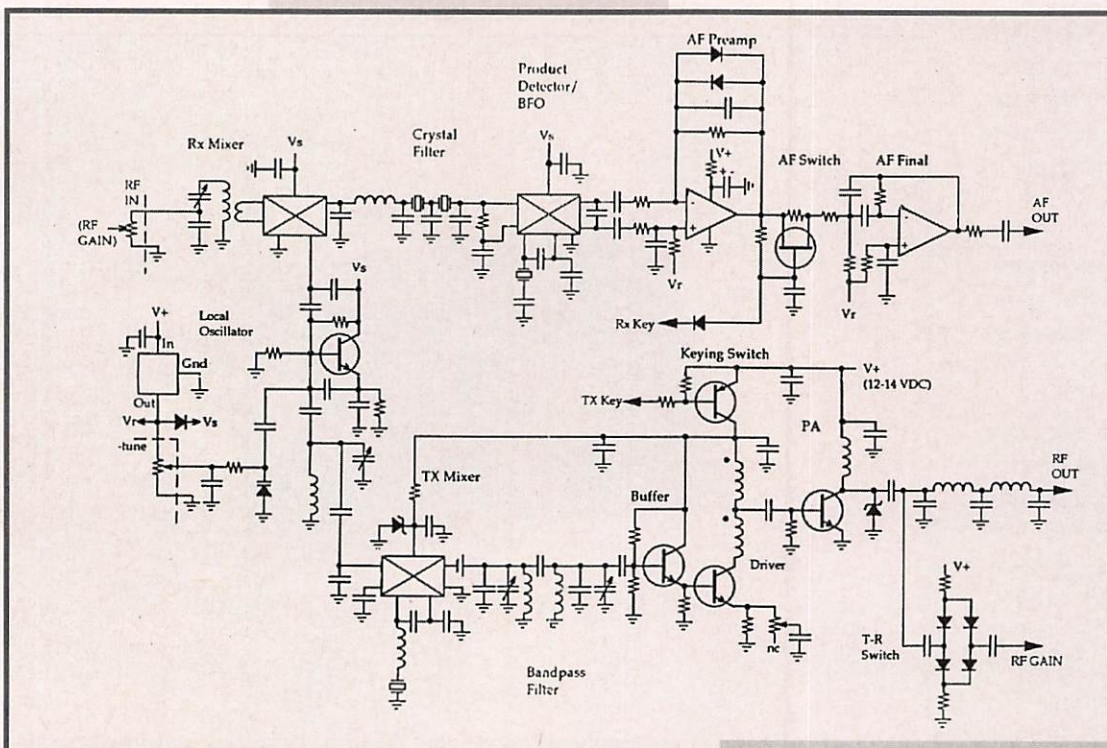 AF Preamp
Product
Detector/
BFO
Vs
Crystal
Filter
Rx Mixer
Vs
V+
+ -
AF Switch
AF Final
RF
IN
(RF
GAIN)
-
+
-
+
AF
OUT
Vr
Vr
Vs
Rx Key
Local
Oscillator
V+
In
Gnd
Out
Vr
Vs
-tune
Keying Switch
TX Key
V+
(12-14 VDC)
PA
TX Mixer
Buffer
RF
OUT
Driver
V+
nc
T-R
Switch
RF GAIN
Bandpass
Filter